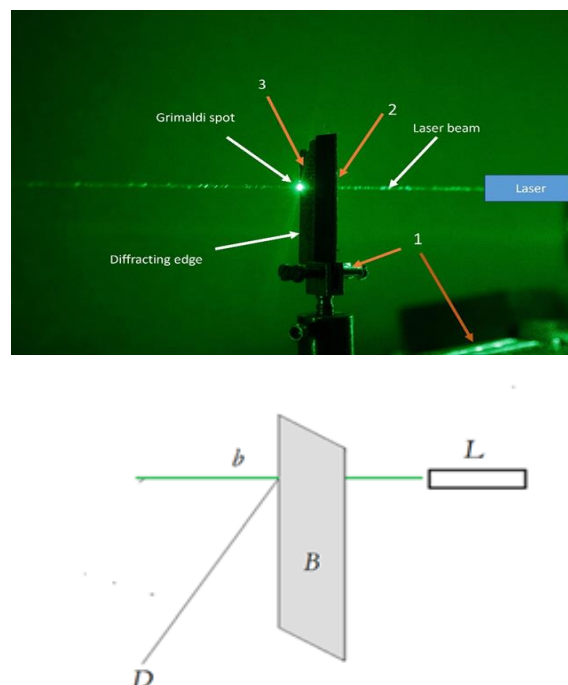 3
2
Grimaldi spot
Laser beam
Laser
1
Diffracting edge
b
L
B
D